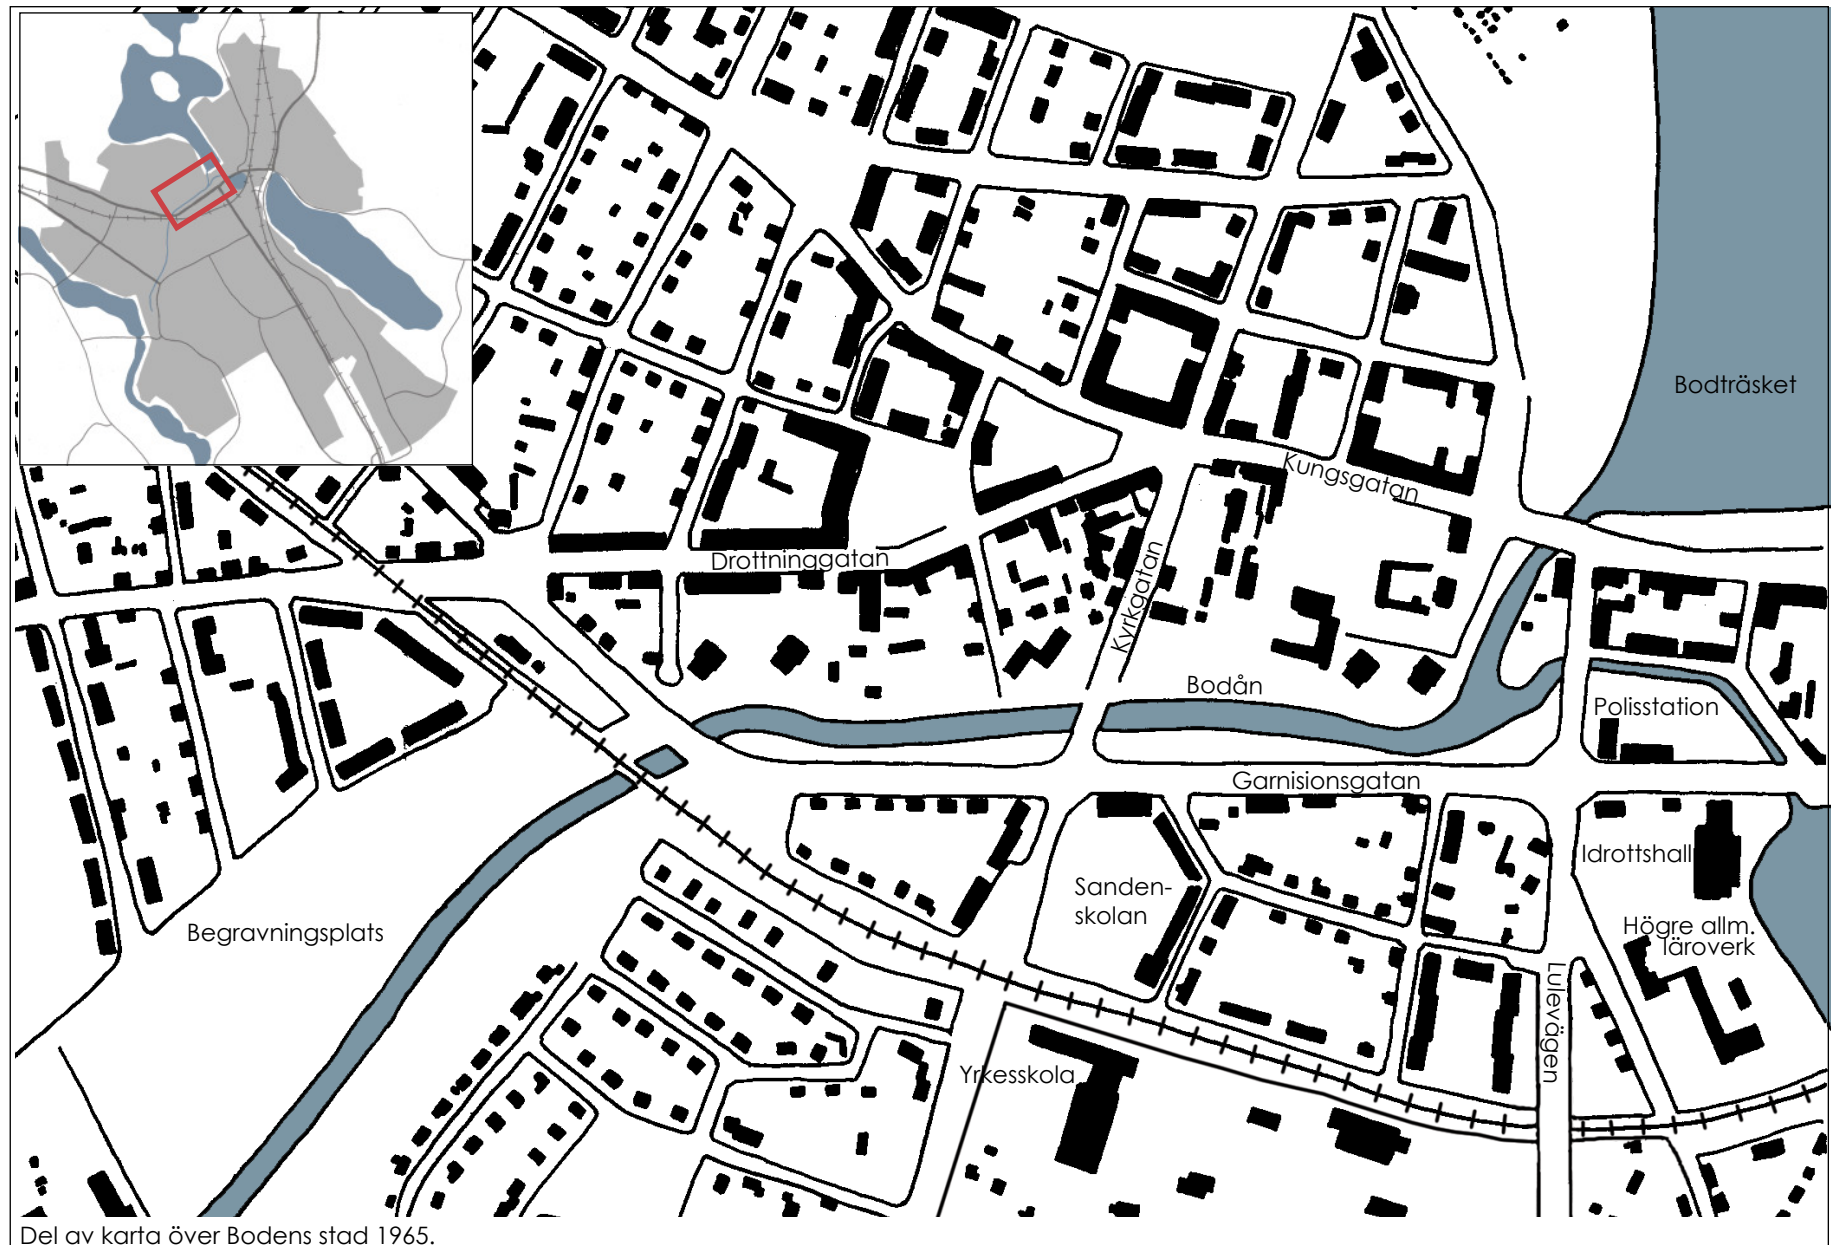 Bodträsket
Kungsgatan
Drottninggatan
Kyrkgatan
Bodån
Polisstation
Garnisionsgatan
Idrottshall
Sanden-
skolan
Högre allm.
läroverk
Begravningsplats
Lulevägen
Yrkesskola
Del av karta över Bodens stad 1965.